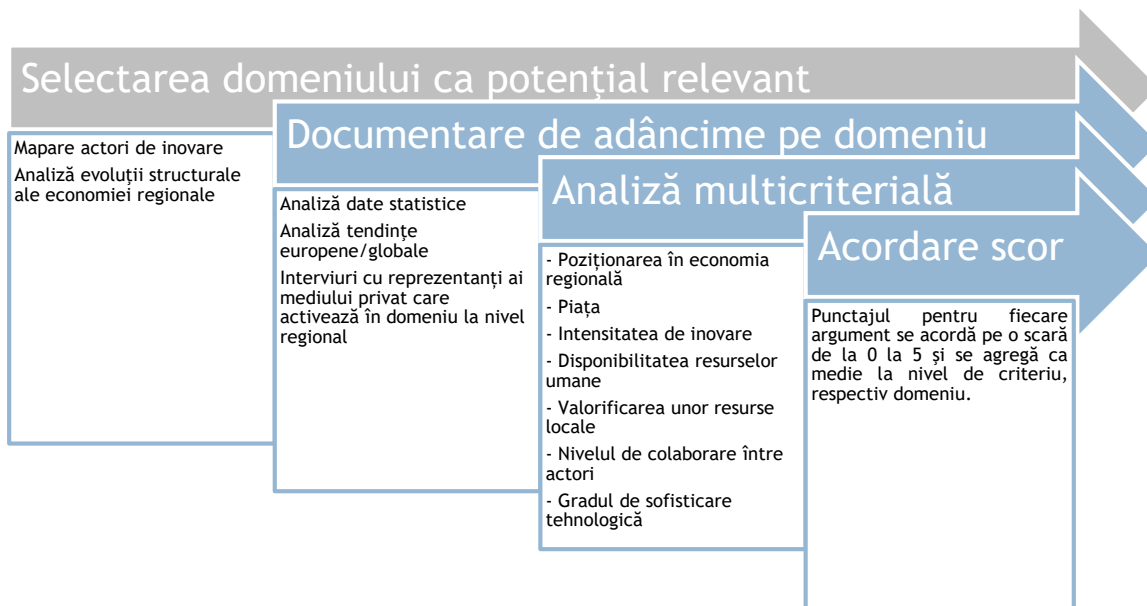 Selectarea domeniului ca potențial relevant
Mapare actori de inovare
Analiză evoluții structurale
ale economiei regionale
Documentare de adâncime pe domeniu
Analiză date statistice
Analiză tendințe
europene/globale
Interviuri cu reprezentanți ai
mediului privat care
activează în domeniu la nivel
regional
Analiză multicriterială
- Poziționarea în economia
regională
- Piața
- Intensitatea de inovare
- Disponibilitatea resurselor
umane
- Valorificarea unor resurse
locale
- Nivelul de colaborare între
actori
- Gradul de sofisticare
tehnologică
Acordare scor
Punctajul pentru fiecare
argument se acordă pe o scară
de la 0 la 5 și se agregă ca
medie la nivel de criteriu,
respectiv domeniu.